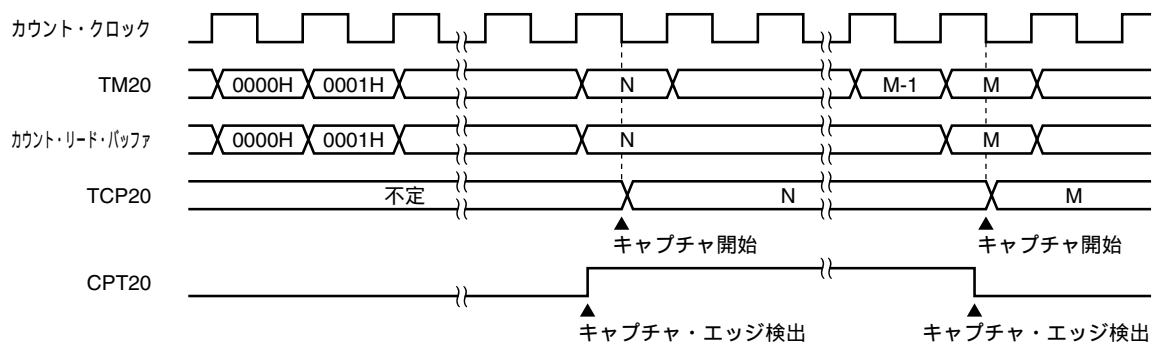 カウント・クロック
TM20 0000H 0001H N M-1 M
カウント・リード・バッファ 0000H 0001H N M
TCP20 不定 N M
キャプチャ開始 キャプチャ開始
CPT20
キャプチャ・エッジ検出 キャプチャ・エッジ検出